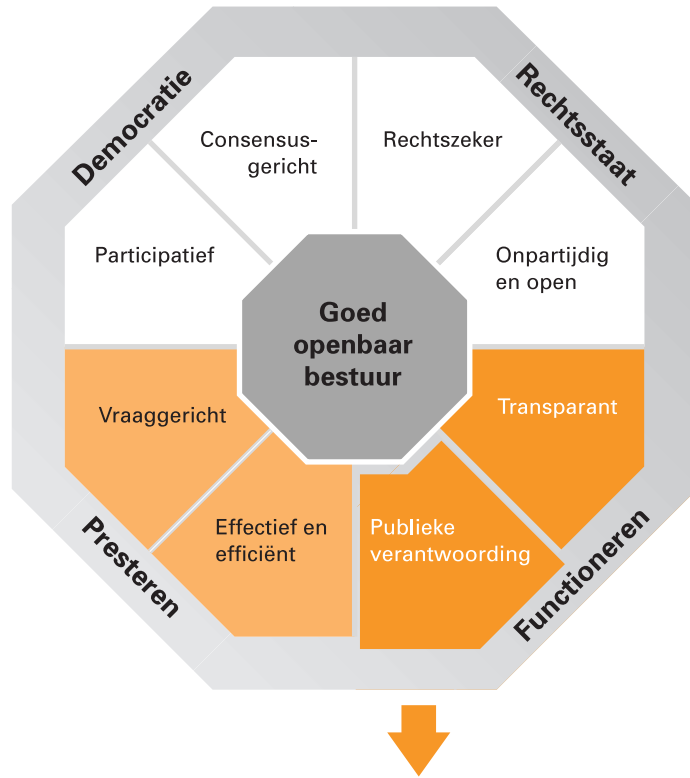 Democratie
Rechtsstaat
Consensus-
gericht
Rechtszeker
Participatief
Onpartijdig
en open
Goed
openbaar
bestuur
Vraaggericht
Transparant
Effectief en
efficiënt
Publieke
verantwoording
Presteren
Functioneren